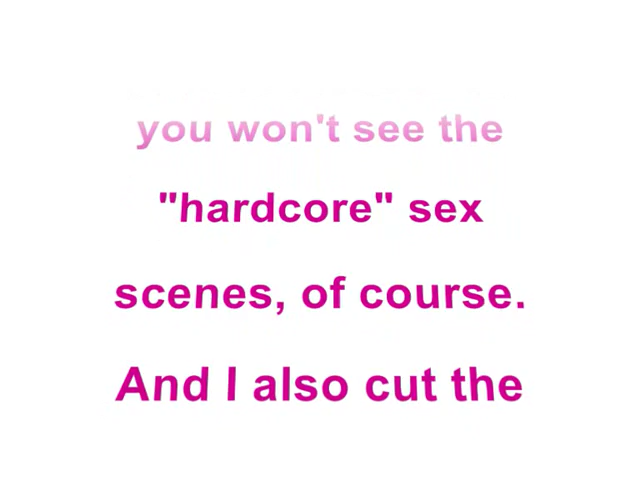 you won't see the
"hardcore" sex
scenes, of course.
And I also cut the